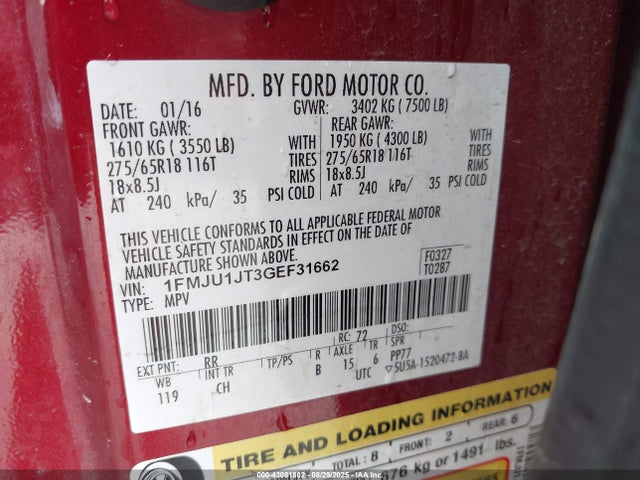 MFD. BY FORD MOTOR CO.
DATE: 01/16 GVWR: 3402 KG ( 7500 LB)
FRONT GAWR: REAR GAWR:
1610 KG ( 3550 LB) WITH 1950 KG ( 4300 LB) WITH
275/65R18 116T TIRES 275/65R18 116T TIRES
18x8.5J RIMS 18x8.5J RIMS
AT 240 kPa/ 35 PSI COLD AT 240 kPa/ 35 PSI COLD
THIS VEHICLE CONFORMS TO ALL APPLICABLE FEDERAL MOTOR
VEHICLE SAFETY STANDARDS IN EFFECT ON THE DATE OF
MANUFACTURE SHOWN ABOVE.
F0327
VIN: 1FMJU1JT3GEF31662
T0287
TYPE: MPV
RC: 72 DSO:
EXT PNT: RR R AXLE TR SPR
WB INT TR TP/PS B 15 6 PP77
119 CH UTC ▽5U5A-1520472-BA
TIRE AND LOADING INFORMATION
TOTAL: 8 FRONT: 2 REAR: 6
676 kg or 1491 lbs.
000-43081802 - 08/29/2025 - IAA Inc.